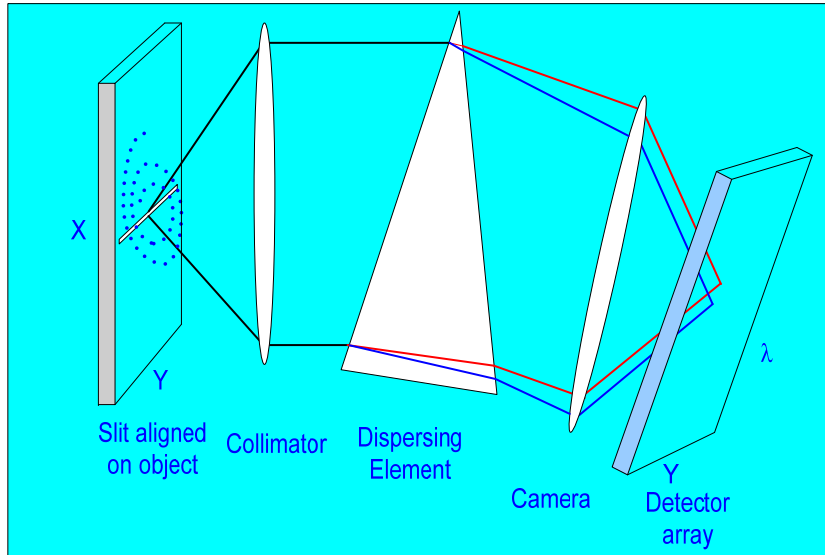 X
Y
Slit aligned
on object
Collimator
Dispersing
Element
Camera
λ
Y
Detector
array